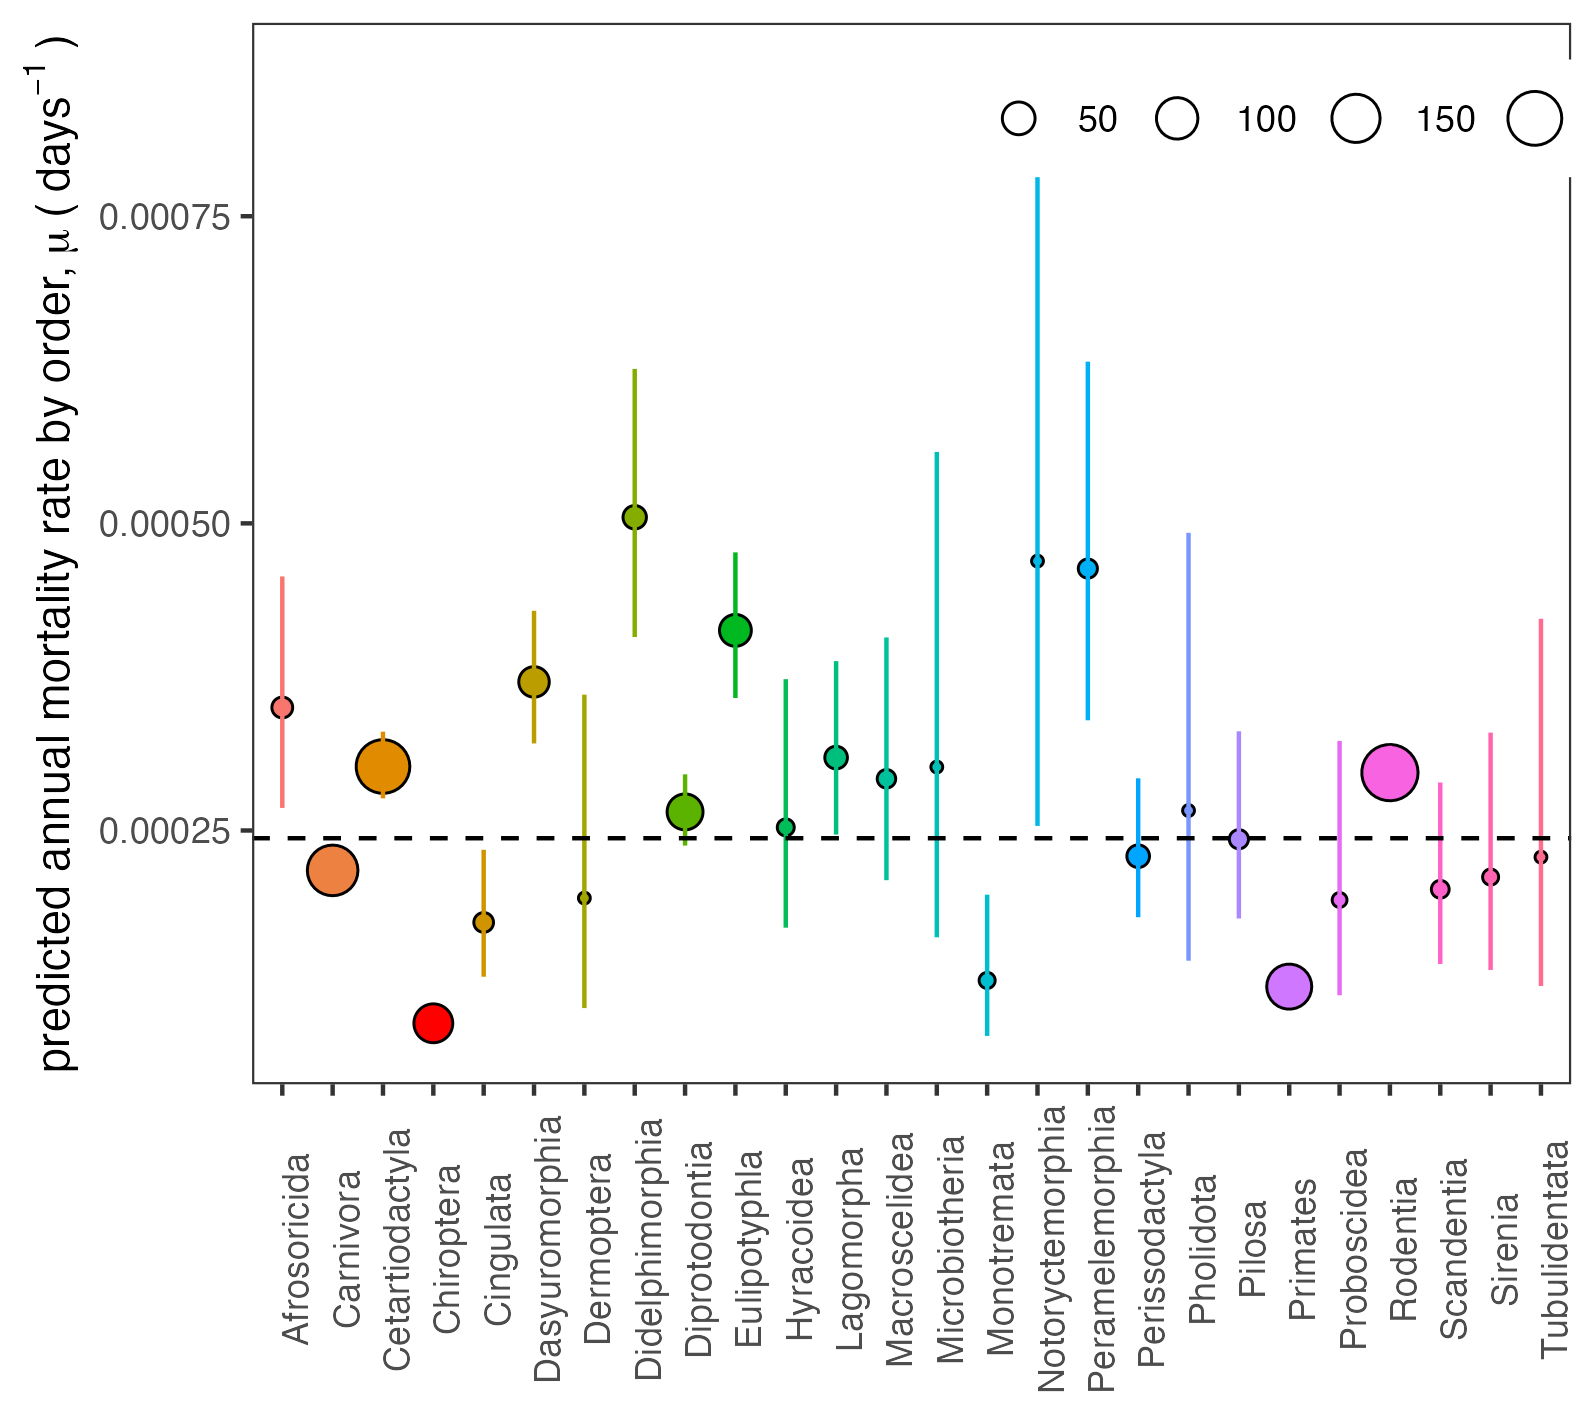 predicted annual mortality rate by order, μ ( days⁻¹ )
50 100 150
0.00075
0.00050
0.00025
Afrosoricida
Carnivora
Cetartiodactyla
Chiroptera
Cingulata
Dasyuromorphia
Dermoptera
Didelphimorphia
Diprotodontia
Eulipotyphla
Hyracoidea
Lagomorpha
Macroscelidea
Microbiotheria
Monotremata
Notoryctemorphia
Peramelemorphia
Perissodactyla
Pholidota
Pilosa
Primates
Proboscidea
Rodentia
Scandentia
Sirenia
Tubulidentata